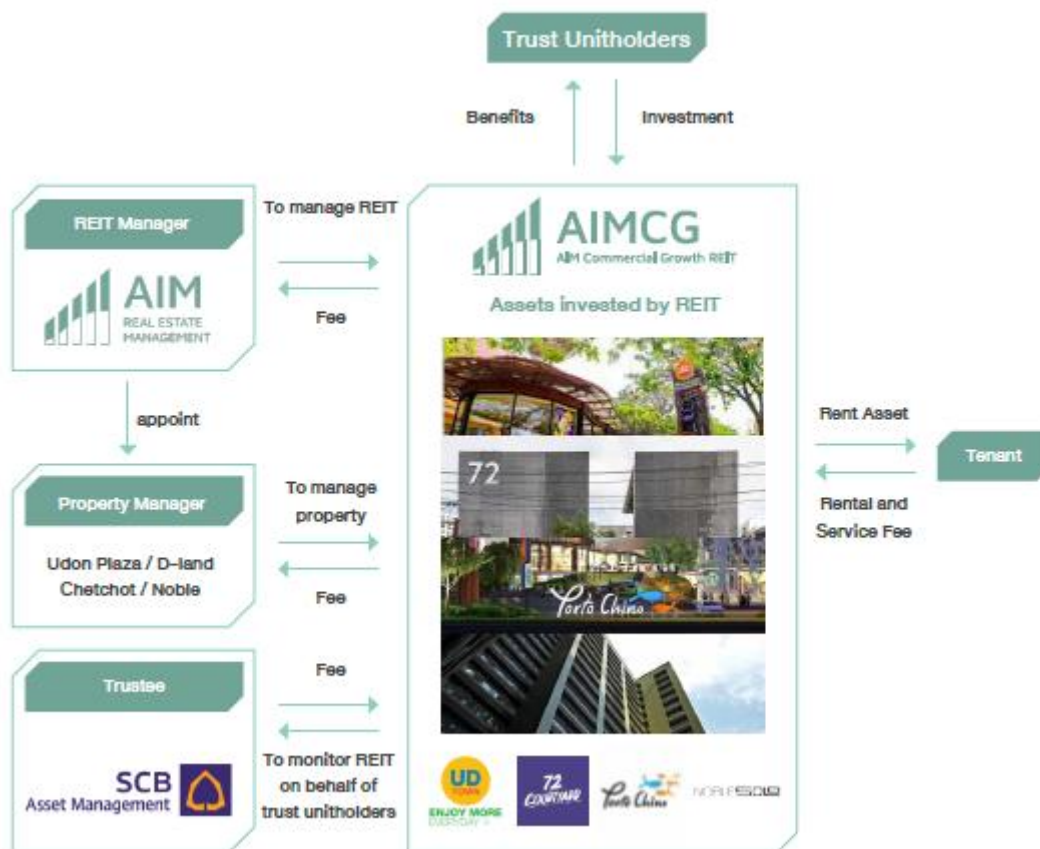 Trust Unitholders
Benefits
Investment
REIT Manager
AIM
REAL ESTATE
MANAGEMENT
To manage REIT
Fee
AIMCG
AIM Commercial Growth REIT
Assets invested by REIT
appoint
Property Manager
Udon Plaza / D-land
Chetchot / Noble
To manage
property
Fee
72
Porto Chino
Rent Asset
Rental and
Service Fee
Tenant
Trustee
SCB
Asset Management
Fee
To monitor REIT
on behalf of
trust unitholders
UD
TOWN
ENJOY MORE
EVERYDAY
72
COURTYARD
Porto Chino
NOBLE SOLO